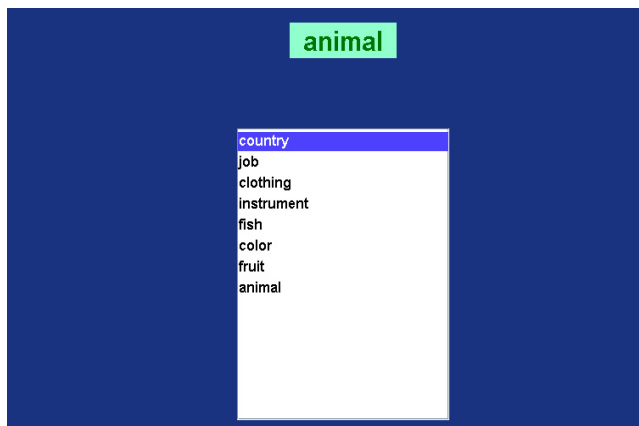 animal
country
job
clothing
instrument
fish
color
fruit
animal